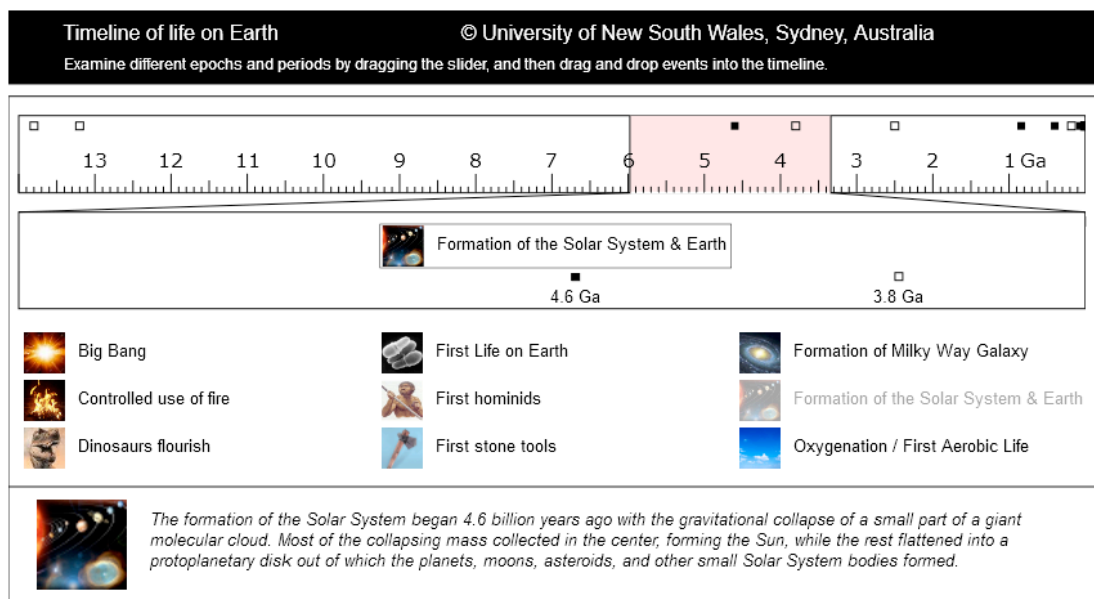 Timeline of life on Earth © University of New South Wales, Sydney, Australia
Examine different epochs and periods by dragging the slider, and then drag and drop events into the timeline.
13 12 11 10 9 8 7 6 5 4 3 2 1 Ga
Formation of the Solar System & Earth
4.6 Ga 3.8 Ga
Big Bang First Life on Earth Formation of Milky Way Galaxy
Controlled use of fire First hominids Formation of the Solar System & Earth
Dinosaurs flourish First stone tools Oxygenation / First Aerobic Life
The formation of the Solar System began 4.6 billion years ago with the gravitational collapse of a small part of a giant
molecular cloud. Most of the collapsing mass collected in the center, forming the Sun, while the rest flattened into a
protoplanetary disk out of which the planets, moons, asteroids, and other small Solar System bodies formed.